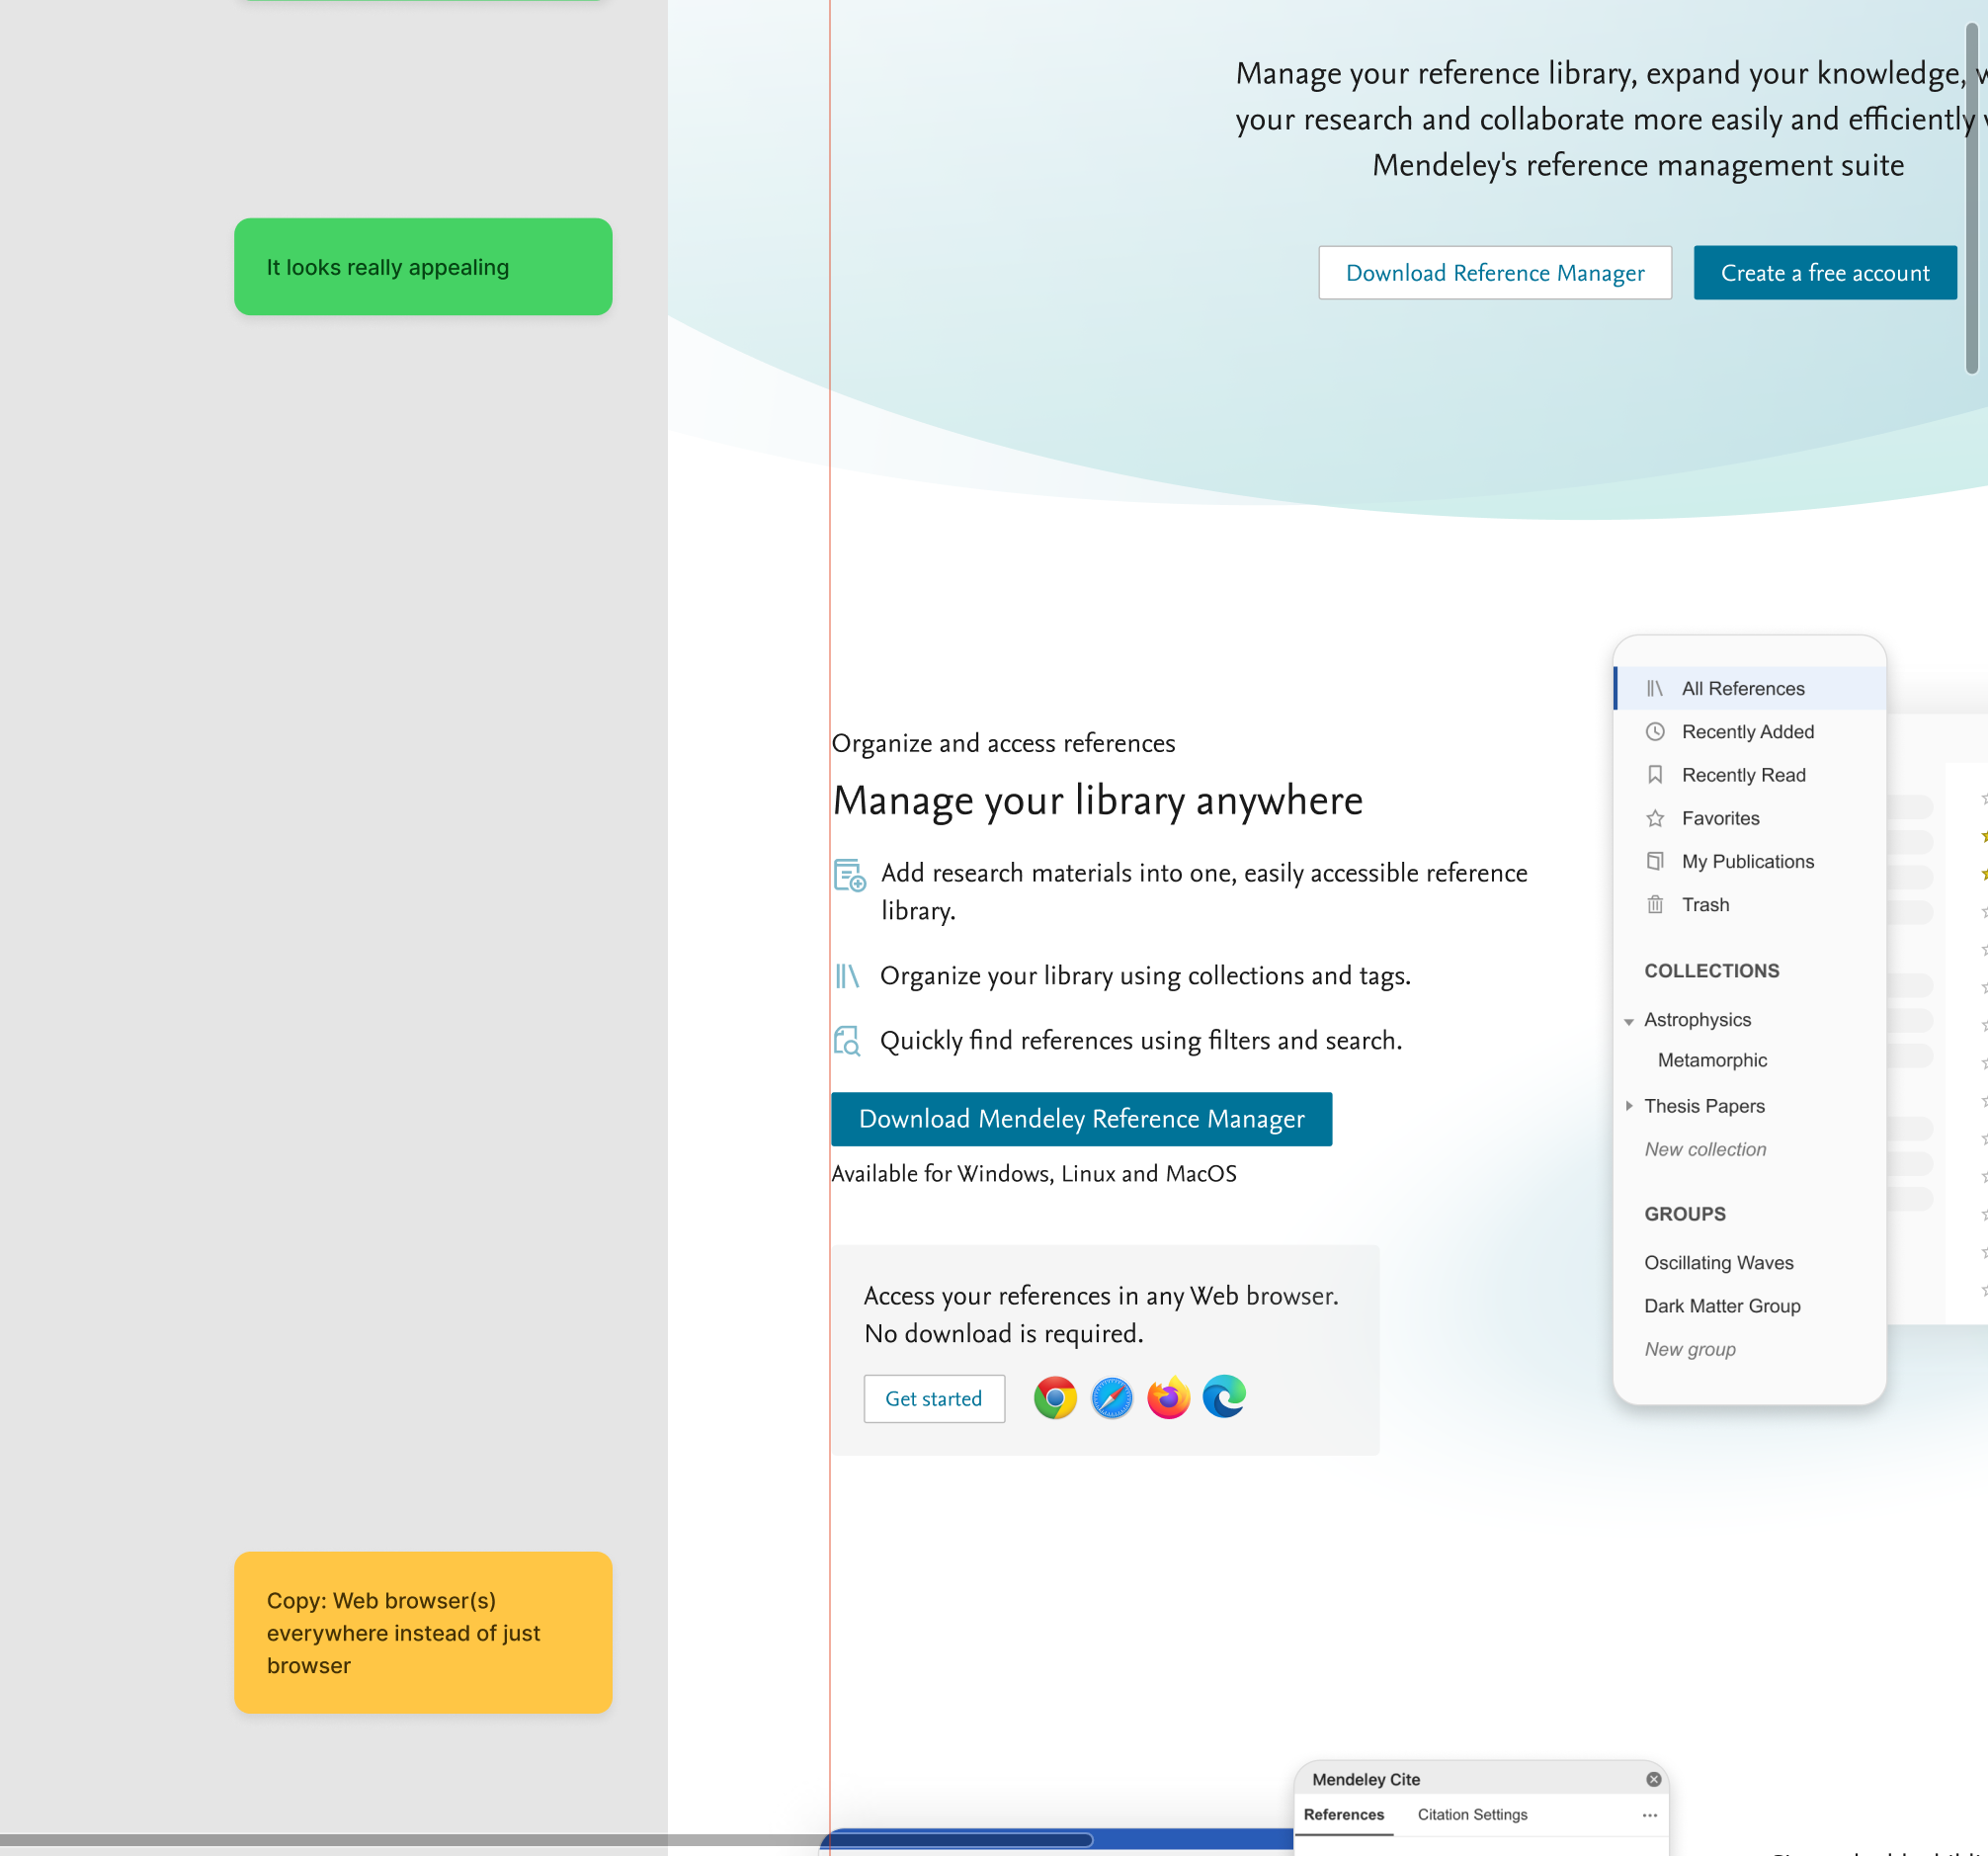 Manage your reference library, expand your knowledge,
your research and collaborate more easily and efficiently
Mendeley's reference management suite
Download Reference Manager
Create a free account
It looks really appealing
Organize and access references
Manage your library anywhere
Add research materials into one, easily accessible reference
library.
Organize your library using collections and tags.
Quickly find references using filters and search.
Download Mendeley Reference Manager
Available for Windows, Linux and MacOS
Access your references in any Web browser.
No download is required.
Get started
All References
Recently Added
Recently Read
Favorites
My Publications
Trash
COLLECTIONS
Astrophysics
Metamorphic
Thesis Papers
New collection
GROUPS
Oscillating Waves
Dark Matter Group
New group
Copy: Web browser(s)
everywhere instead of just
browser
Mendeley Cite
References
Citation Settings